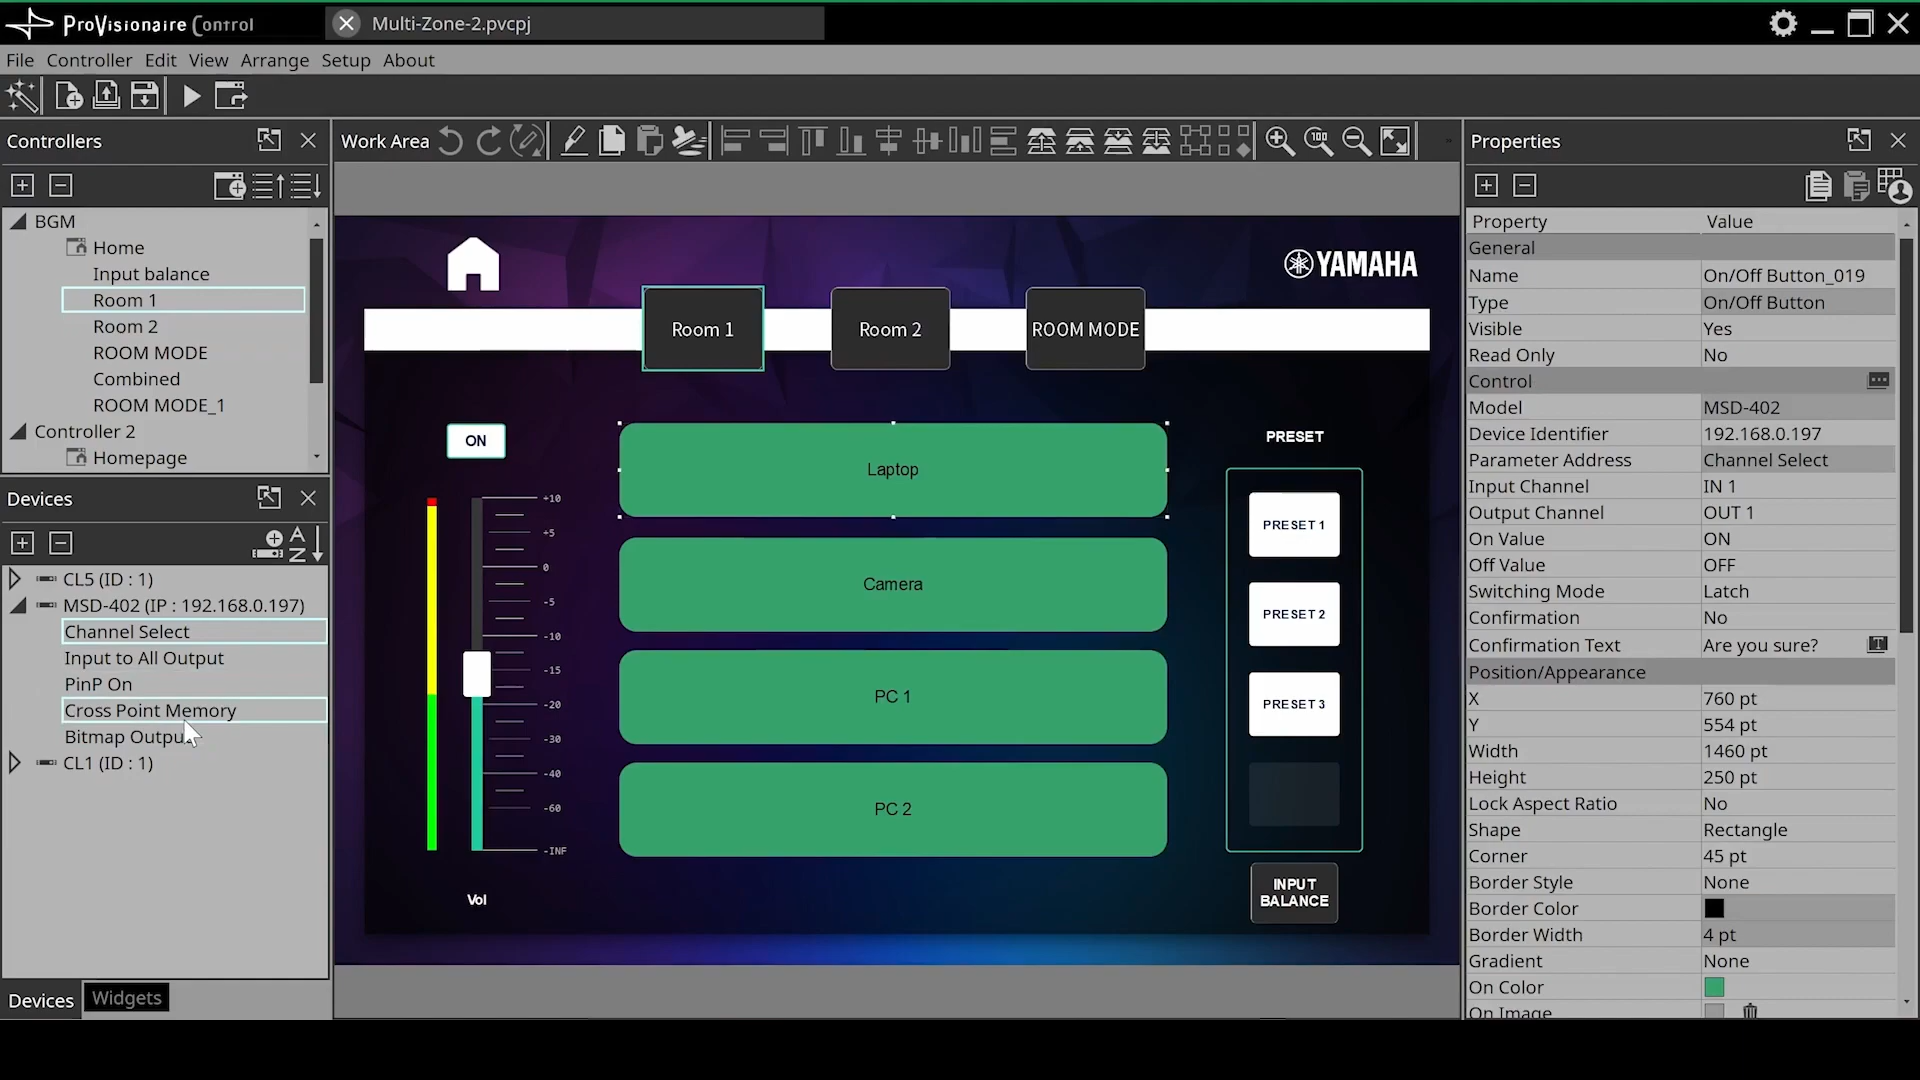 ProVisionaire Control
Multi-Zone-2.pvcpj
File Controller Edit View Arrange Setup About
Controllers
BGM
Home
Input balance
Room 1
Room 2
ROOM MODE
Combined
ROOM MODE_1
Controller 2
Homepage
Devices
A
Z
CL5 (ID : 1)
MSD-402 (IP : 192.168.0.197)
Channel Select
Input to All Output
PinP On
Cross Point Memory
CL1 (ID : 1)
Devices Widgets
Work Area
100
YAMAHA
Room 1 Room 2 ROOM MODE
ON
+10
+5
0
-5
-10
-15
-20
-30
-40
-60
-INF
Vol
Laptop
Camera
PC 1
PC 2
PRESET
PRESET 1
PRESET 2
PRESET 3
INPUT
BALANCE
Properties
Property Value
General
Name On/Off Button_019
Type On/Off Button
Visible Yes
Read Only No
Control
Model MSD-402
Device Identifier 192.168.0.197
Parameter Address Channel Select
Input Channel IN 1
Output Channel OUT 1
On Value ON
Off Value OFF
Switching Mode Latch
Confirmation No
Confirmation Text Are you sure? T
Position/Appearance
X 760 pt
Y 554 pt
Width 1460 pt
Height 250 pt
Lock Aspect Ratio No
Shape Rectangle
Corner 45 pt
Border Style None
Border Color
Border Width 4 pt
Gradient None
On Color
On Image